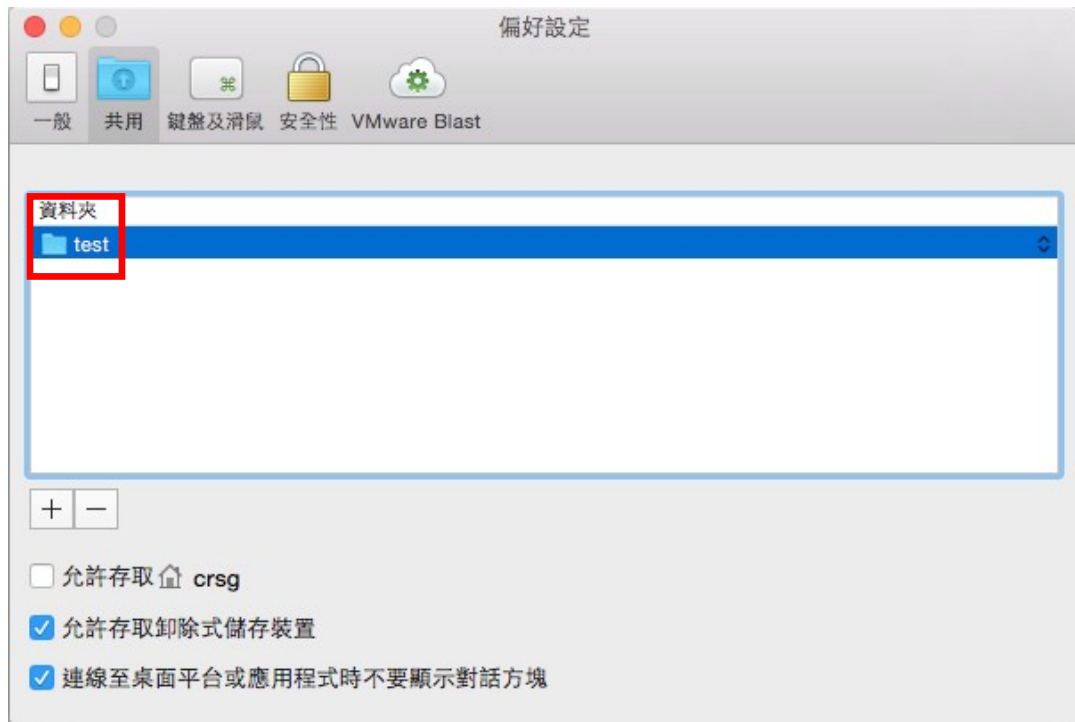 偏好設定
一般 共用 鍵盤及滑鼠 安全性 VMware Blast
資料夾
test
允許存取 crsg
允許存取卸除式儲存裝置
連線至桌面平台或應用程式時不要顯示對話方塊